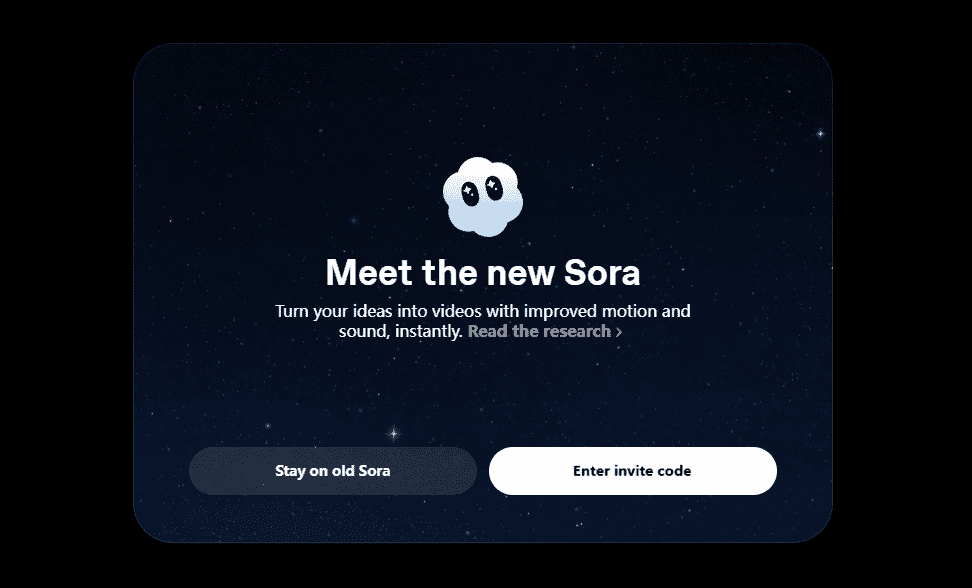 Meet the new Sora
Turn your ideas into videos with improved motion and
sound, instantly. Read the research ›
Stay on old Sora
Enter invite code